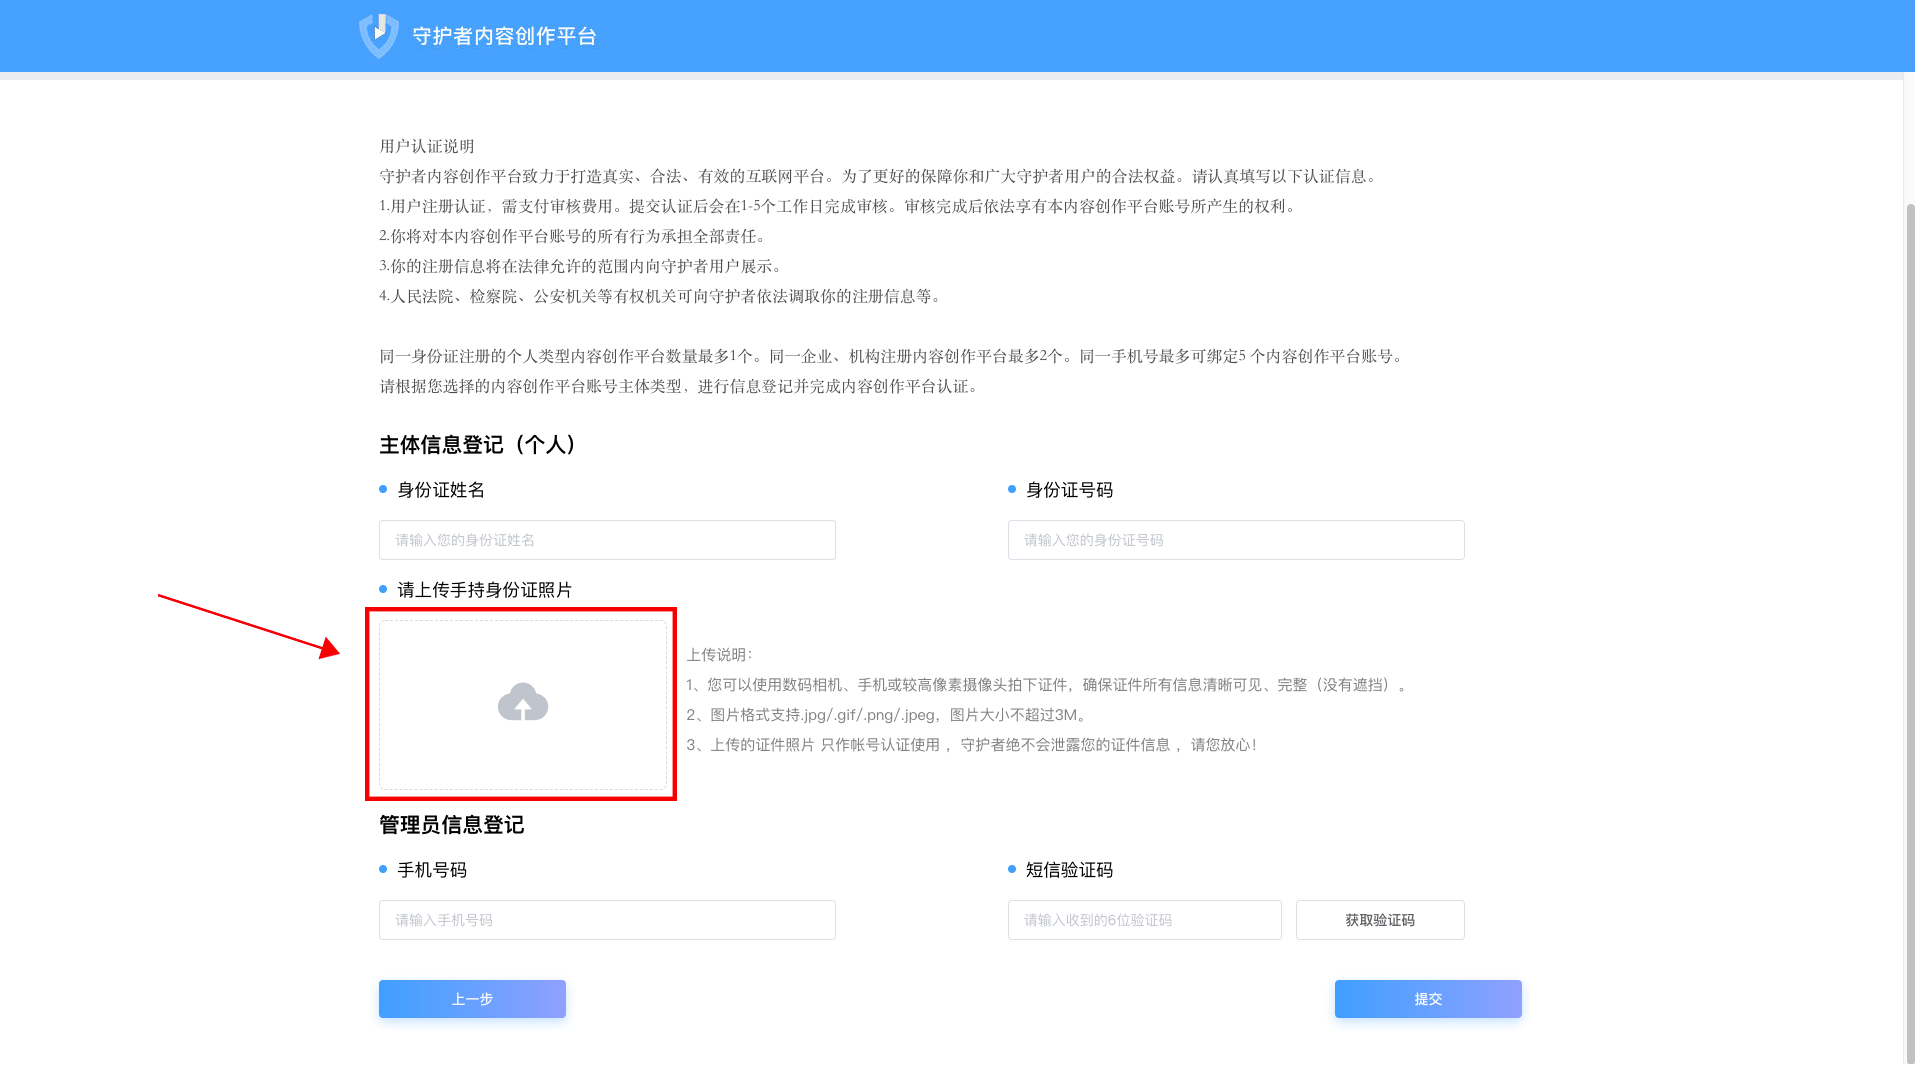 守护者内容创作平台
用户认证说明
守护者内容创作平台致力于打造真实、合法、有效的互联网平台。为了更好的保障你和广大守护者用户的合法权益。请认真填写以下认证信息。
1.用户注册认证，需支付审核费用。提交认证后会在1-5个工作日完成审核。审核完成后依法享有本内容创作平台账号所产生的权利。
2.你将对本内容创作平台账号的所有行为承担全部责任。
3.你的注册信息将在法律允许的范围内向守护者用户展示。
4.人民法院、检察院、公安机关等有权机关可向守护者依法调取你的注册信息等。
同一身份证注册的个人类型内容创作平台数量最多1个。同一企业、机构注册内容创作平台最多2个。同一手机号最多可绑定5 个内容创作平台账号。
请根据您选择的内容创作平台账号主体类型，进行信息登记并完成内容创作平台认证。
主体信息登记（个人）
身份证姓名
身份证号码
请输入您的身份证姓名
请输入您的身份证号码
请上传手持身份证照片
上传说明：
1、您可以使用数码相机、手机或较高像素摄像头拍下证件，确保证件所有信息清晰可见、完整（没有遮挡）。
2、图片格式支持.jpg/.gif/.png/.jpeg，图片大小不超过3M。
3、上传的证件照片 只作帐号认证使用 ，守护者绝不会泄露您的证件信息 ，请您放心！
管理员信息登记
手机号码
短信验证码
请输入手机号码
请输入收到的6位验证码
获取验证码
上一步
提交